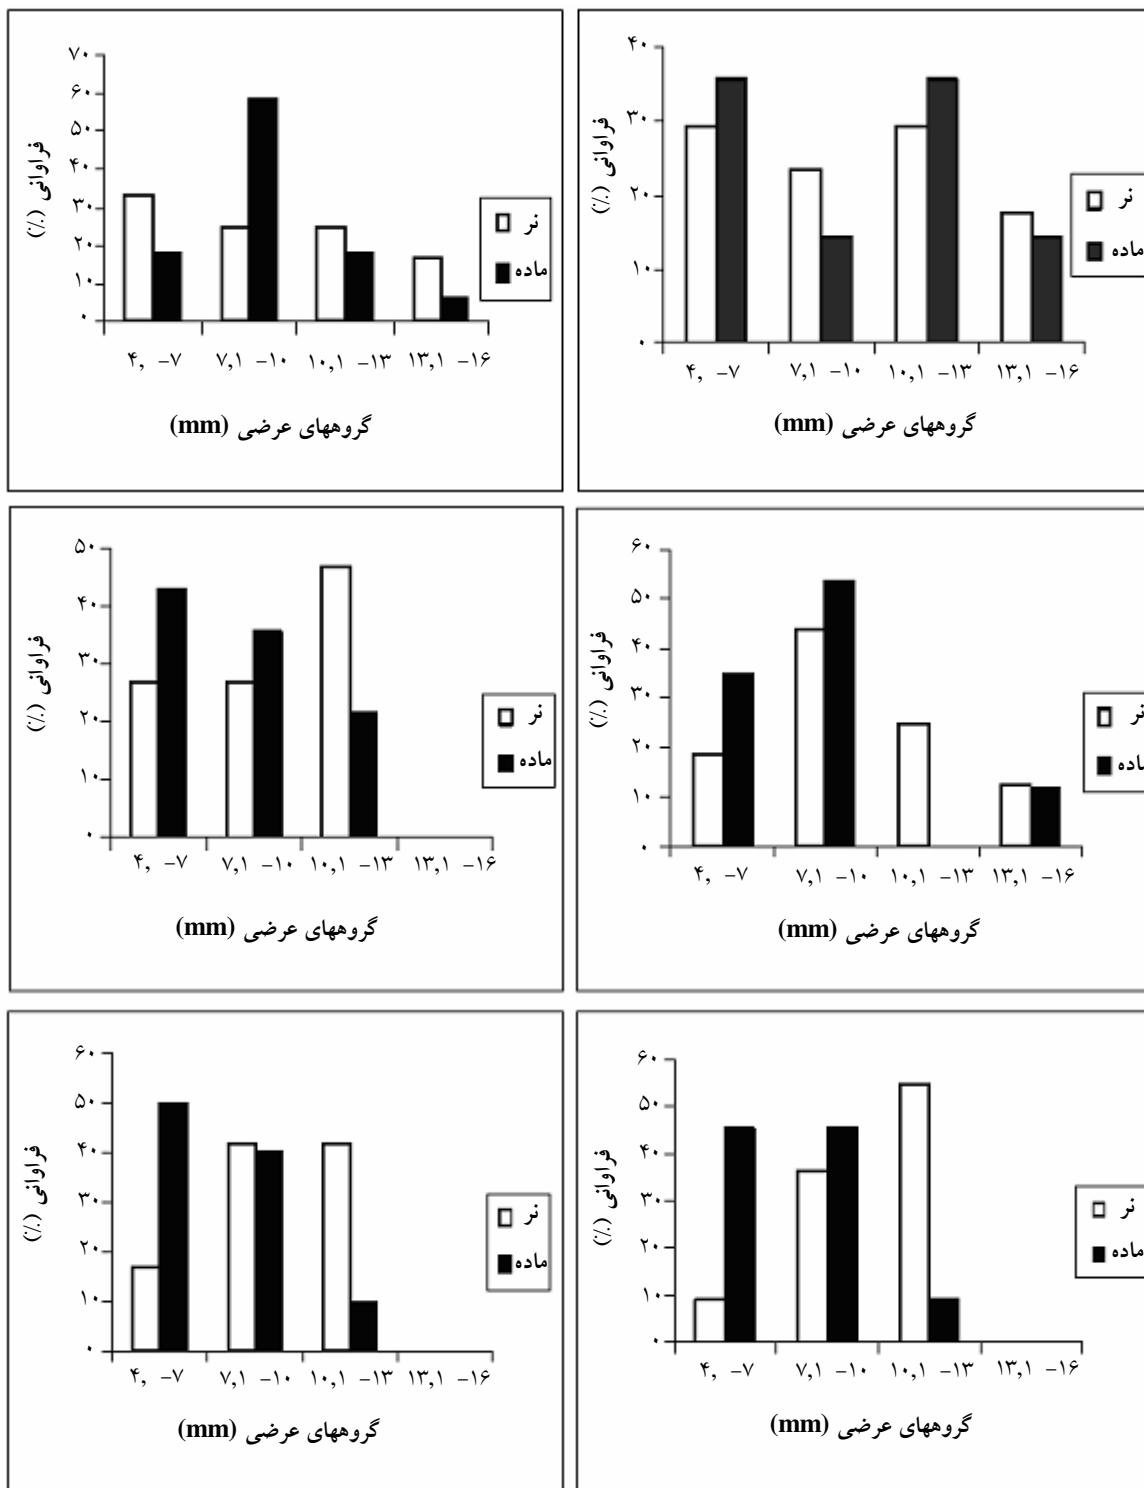 ۷۰
۶۰
۵۰
۴۰
۳۰
۲۰
۱۰
۰
فراوانی (٪)
نر
ماده
۴, –۷
۷,۱ –۱۰
۱۰,۱ –۱۳
۱۳,۱ –۱۶
گروههای عرضی (mm)
۴۰
۳۰
۲۰
۱۰
۰
فراوانی (٪)
نر
ماده
۴, –۷
۷,۱ –۱۰
۱۰,۱ –۱۳
۱۳,۱ –۱۶
گروههای عرضی (mm)
۵۰
۴۰
۳۰
۲۰
۱۰
۰
فراوانی (٪)
نر
ماده
۴, –۷
۷,۱ –۱۰
۱۰,۱ –۱۳
۱۳,۱ –۱۶
گروههای عرضی (mm)
۶۰
۵۰
۴۰
۳۰
۲۰
۱۰
۰
فراوانی (٪)
نر
ماده
۴, –۷
۷,۱ –۱۰
۱۰,۱ –۱۳
۱۳,۱ –۱۶
گروههای عرضی (mm)
۶۰
۵۰
۴۰
۳۰
۲۰
۱۰
۰
فراوانی (٪)
نر
ماده
۴, –۷
۷,۱ –۱۰
۱۰,۱ –۱۳
۱۳,۱ –۱۶
گروههای عرضی (mm)
۶۰
۵۰
۴۰
۳۰
۲۰
۱۰
۰
فراوانی (٪)
نر
ماده
۴, –۷
۷,۱ –۱۰
۱۰,۱ –۱۳
۱۳,۱ –۱۶
گروههای عرضی (mm)